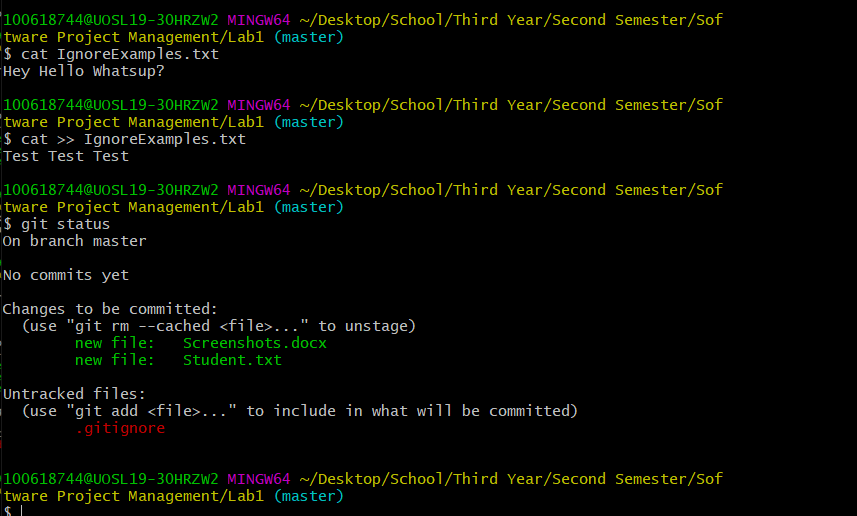 100618744@UOSL19-3OHRZW2 MINGW64 ~/Desktop/School/Third Year/Second Semester/Sof
tware Project Management/Lab1 (master)
$ cat IgnoreExamples.txt
Hey Hello Whatsup?
100618744@UOSL19-3OHRZW2 MINGW64 ~/Desktop/School/Third Year/Second Semester/Sof
tware Project Management/Lab1 (master)
$ cat >> IgnoreExamples.txt
Test Test Test
100618744@UOSL19-3OHRZW2 MINGW64 ~/Desktop/School/Third Year/Second Semester/Sof
tware Project Management/Lab1 (master)
$ git status
On branch master
No commits yet
Changes to be committed:
(use "git rm --cached <file>..." to unstage)
new file:   Screenshots.docx
new file:   Student.txt
Untracked files:
(use "git add <file>..." to include in what will be committed)
.gitignore
100618744@UOSL19-3OHRZW2 MINGW64 ~/Desktop/School/Third Year/Second Semester/Sof
tware Project Management/Lab1 (master)
$